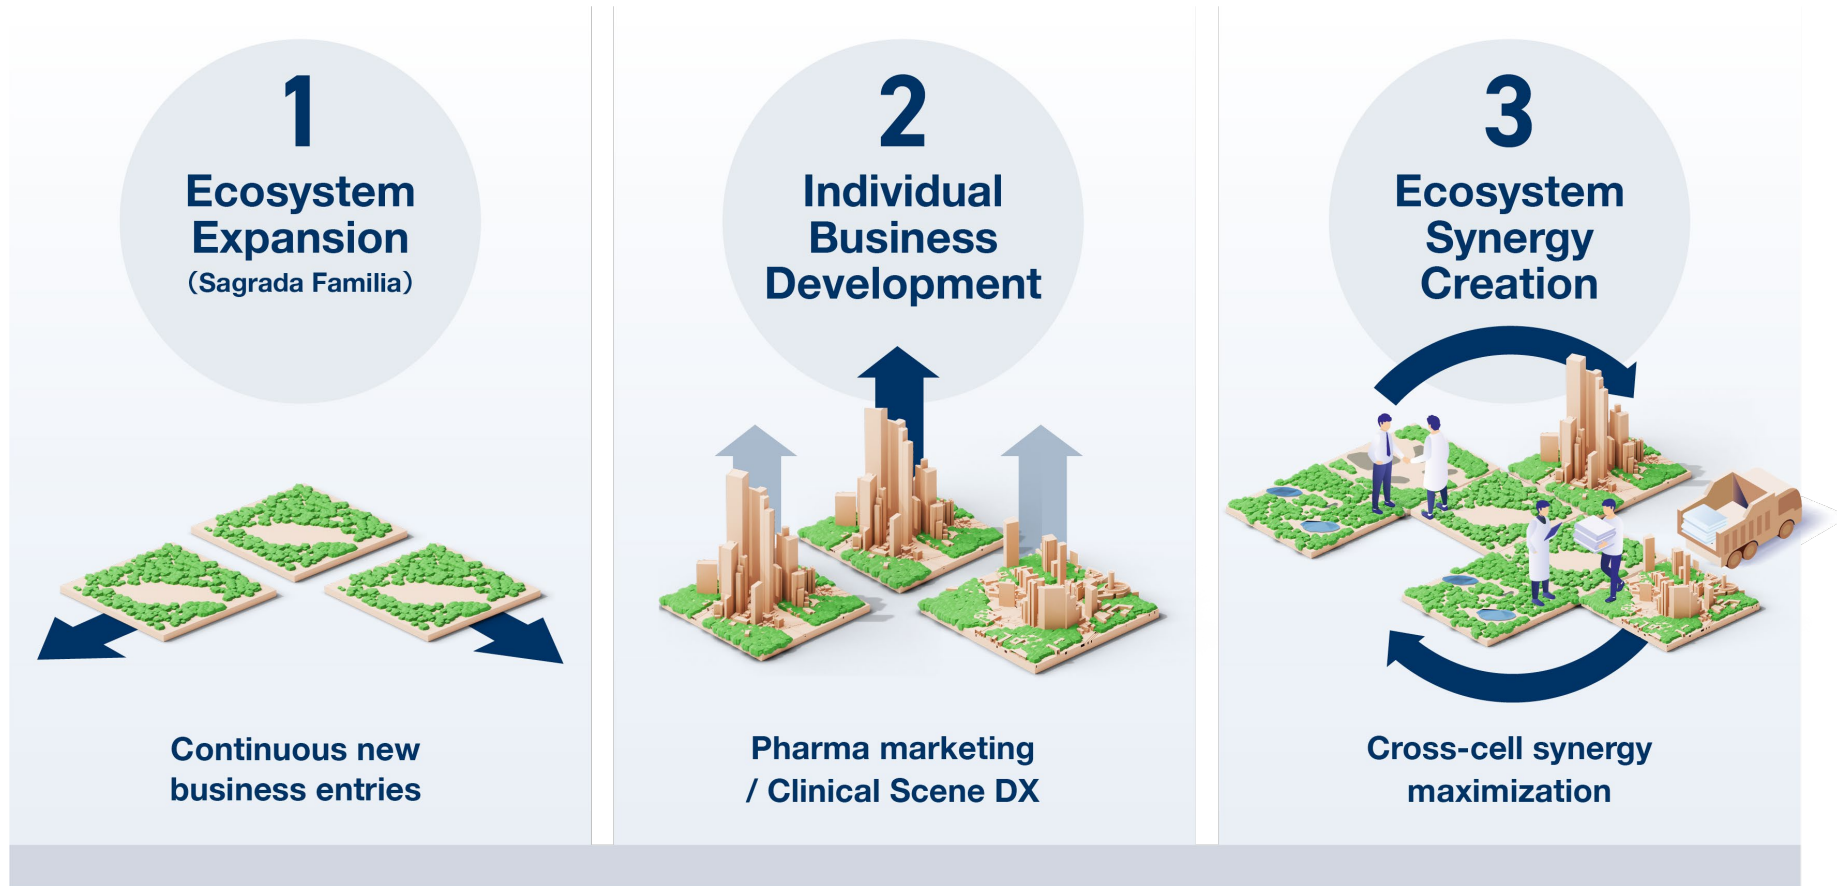 1
Ecosystem
Expansion
（Sagrada Familia）
Continuous new
business entries
2
Individual
Business
Development
Pharma marketing
/ Clinical Scene DX
3
Ecosystem
Synergy
Creation
Cross-cell synergy
maximization